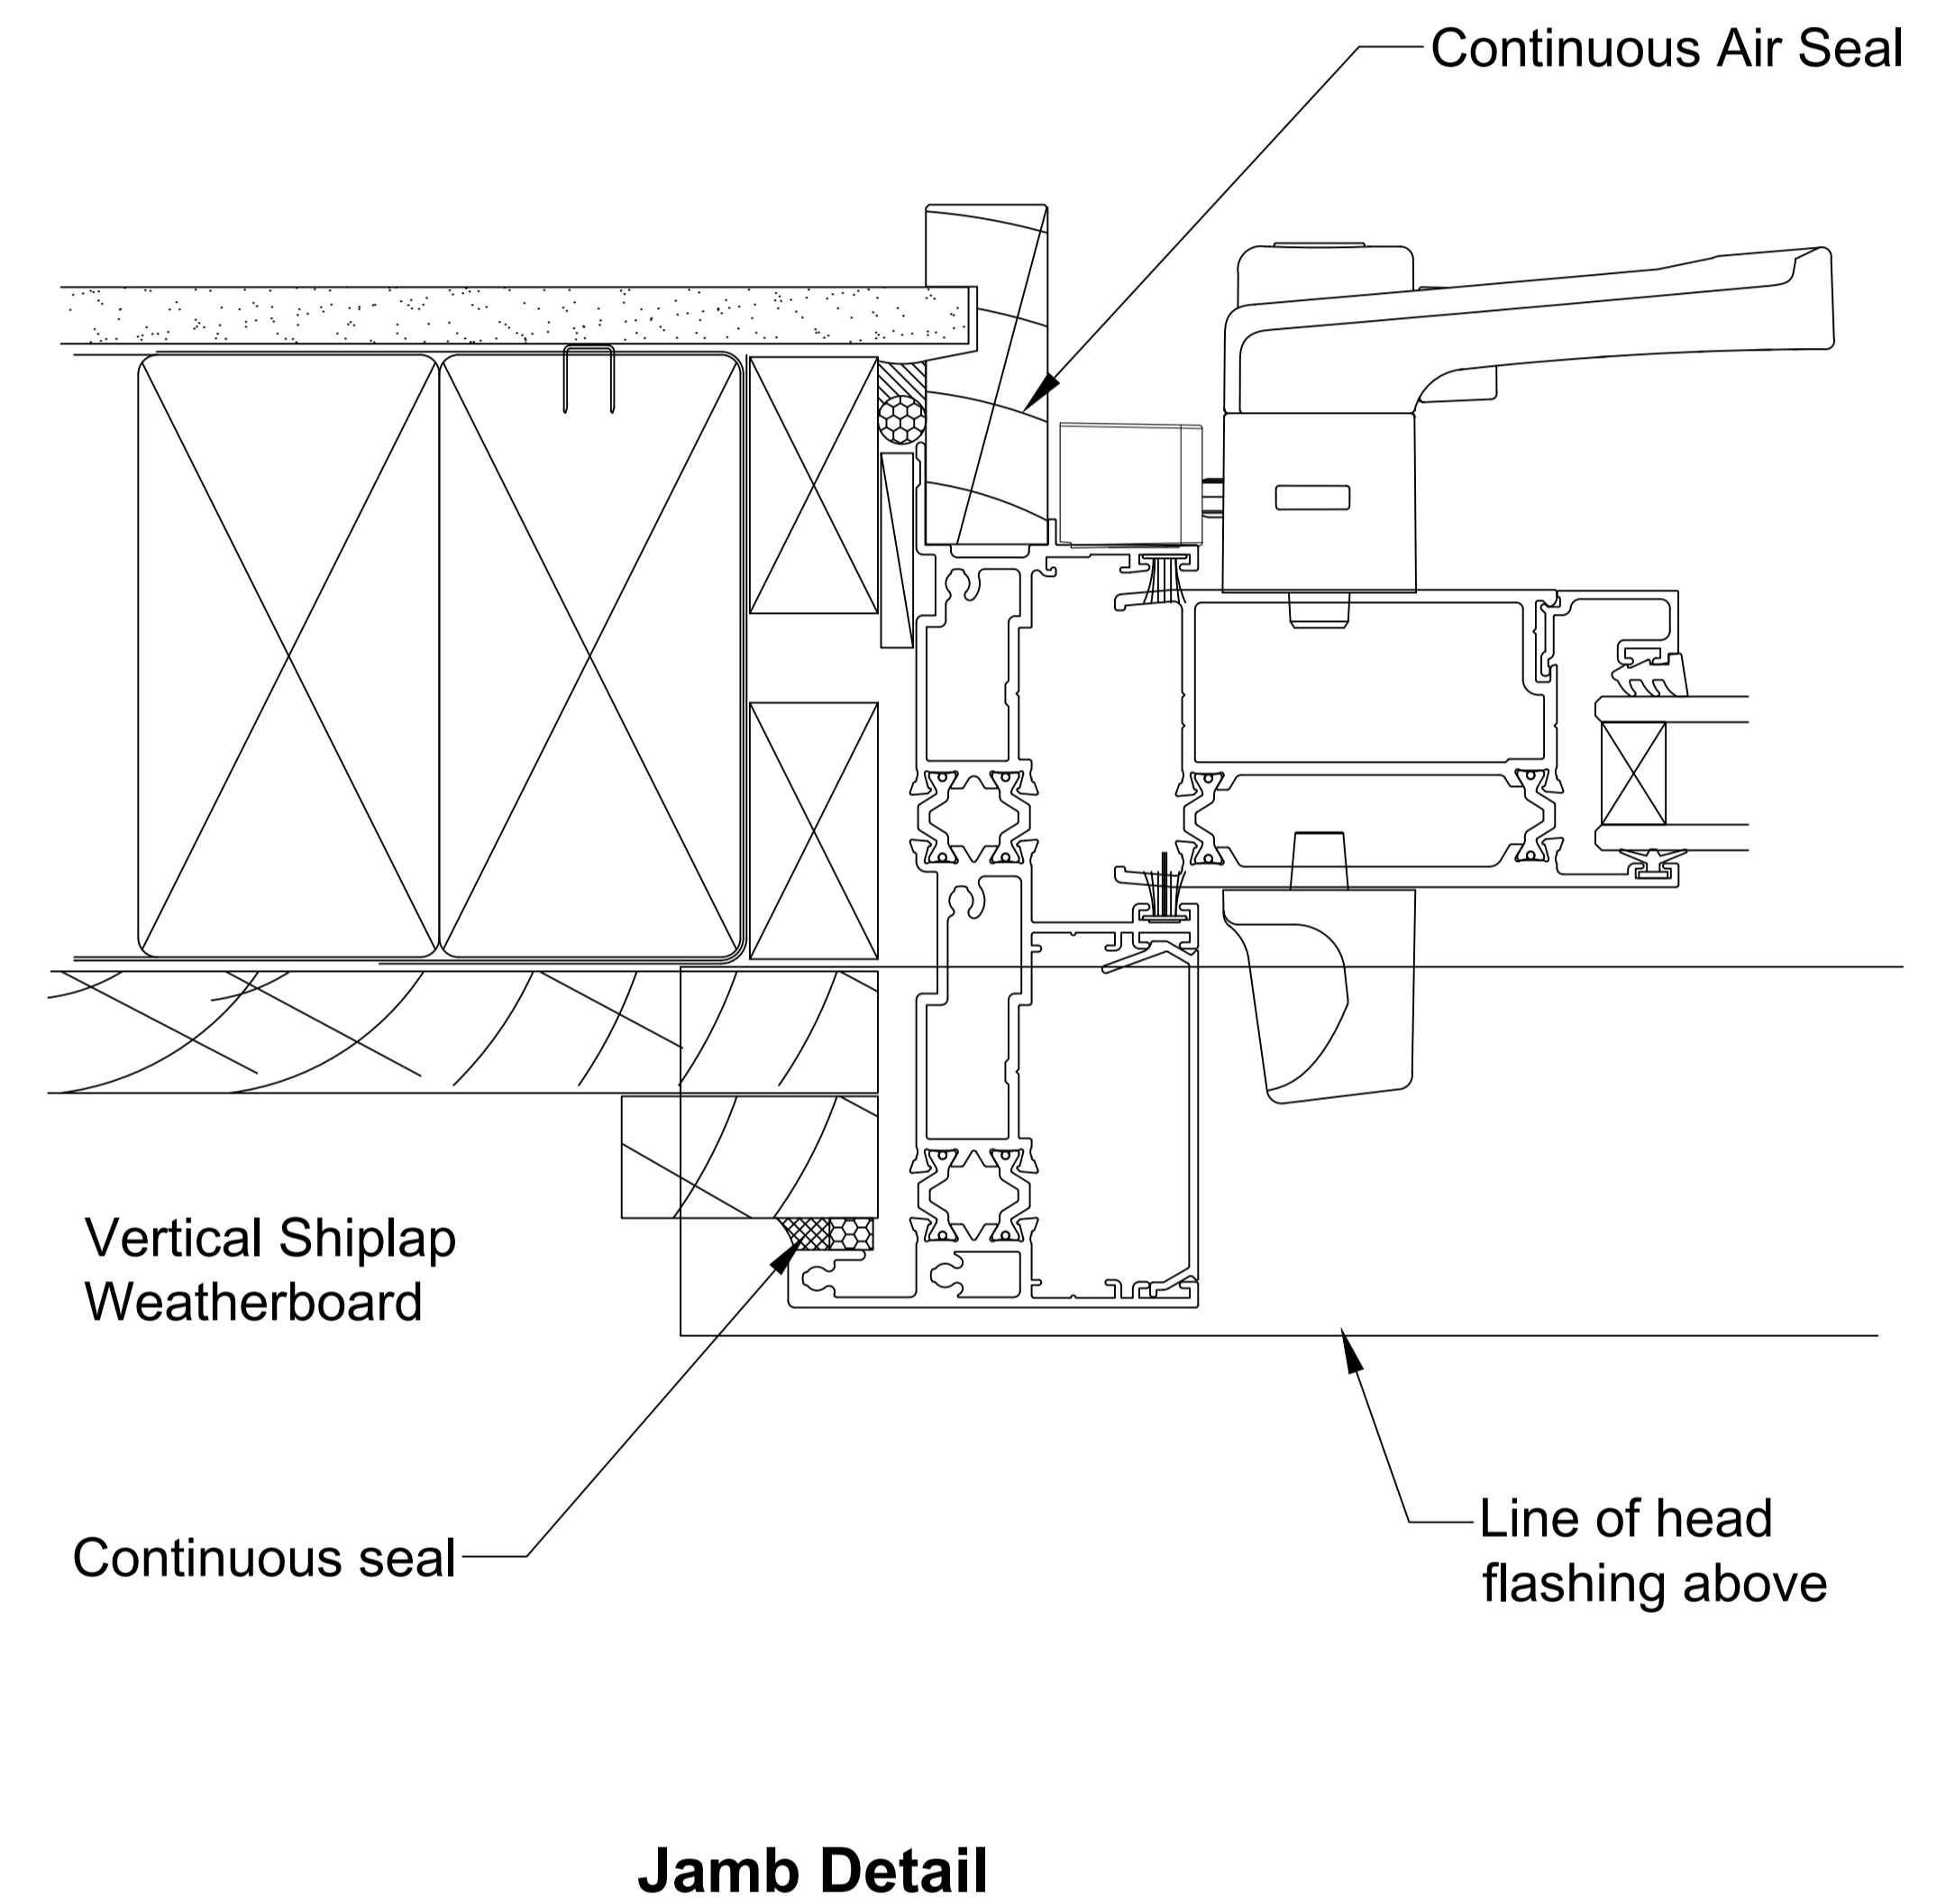 Continuous Air Seal
Vertical Shiplap
Weatherboard
Continuous seal
Line of head
flashing above
Jamb Detail